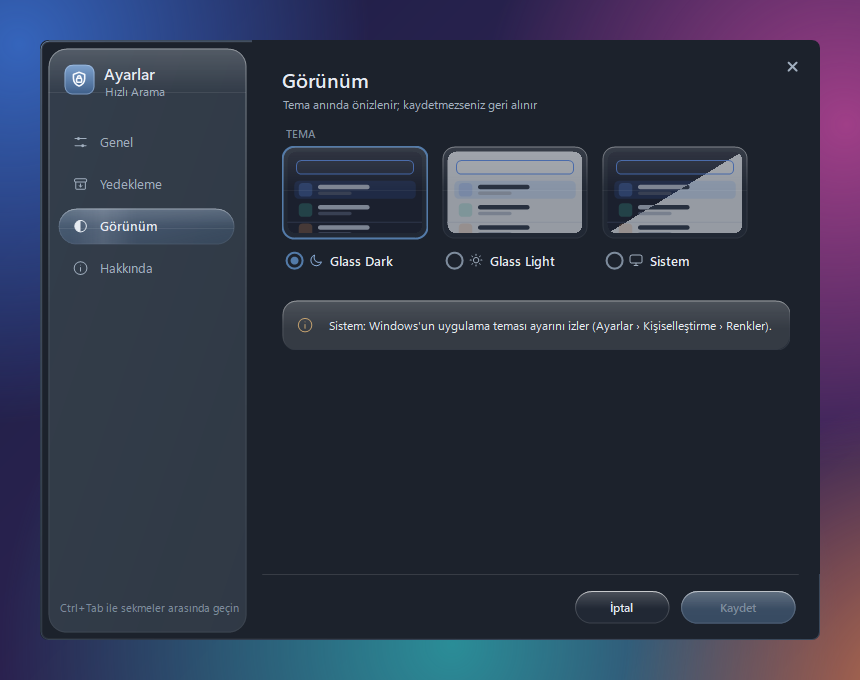 Ayarlar
Hızlı Arama
Genel
Yedekleme
Görünüm
Hakkında
Ctrl+Tab ile sekmeler arasında geçin
Görünüm
Tema anında önizlenir; kaydetmezseniz geri alınır
TEMA
Glass Dark
Glass Light
Sistem
Sistem: Windows'un uygulama teması ayarını izler (Ayarlar › Kişiselleştirme › Renkler).
İptal
Kaydet